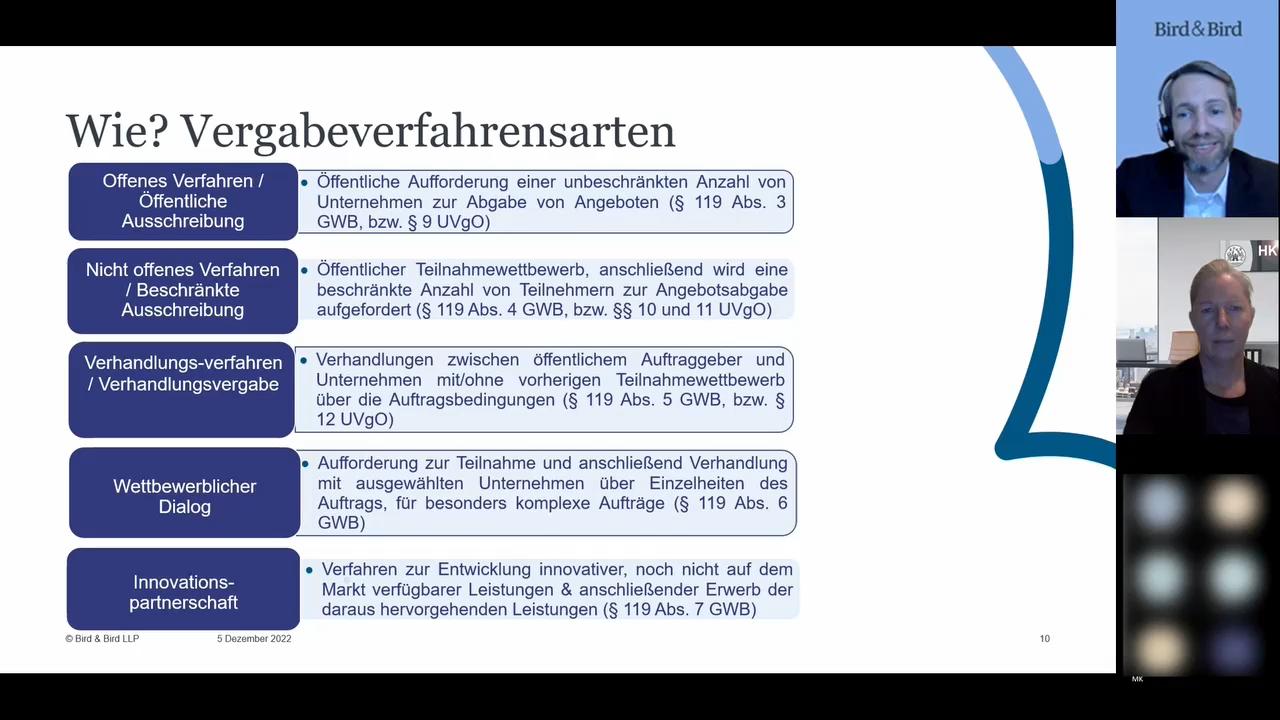 Wie? Vergabeverfahrensarten
Offenes Verfahren /
Öffentliche
Ausschreibung
• Öffentliche Aufforderung einer unbeschränkten Anzahl von
Unternehmen zur Abgabe von Angeboten (§ 119 Abs. 3
GWB, bzw. § 9 UVgO)
Nicht offenes Verfahren
/ Beschränkte
Ausschreibung
• Öffentlicher Teilnahmewettbewerb, anschließend wird eine
beschränkte Anzahl von Teilnehmern zur Angebotsabgabe
aufgefordert (§ 119 Abs. 4 GWB, bzw. §§ 10 und 11 UVgO)
Verhandlungs-verfahren
/ Verhandlungsvergabe
• Verhandlungen zwischen öffentlichem Auftraggeber und
Unternehmen mit/ohne vorherigen Teilnahmewettbewerb
über die Auftragsbedingungen (§ 119 Abs. 5 GWB, bzw. §
12 UVgO)
Wettbewerblicher
Dialog
• Aufforderung zur Teilnahme und anschließend Verhandlung
mit ausgewählten Unternehmen über Einzelheiten des
Auftrags, für besonders komplexe Aufträge (§ 119 Abs. 6
GWB)
Innovations-
partnerschaft
• Verfahren zur Entwicklung innovativer, noch nicht auf dem
Markt verfügbarer Leistungen & anschließender Erwerb der
daraus hervorgehenden Leistungen (§ 119 Abs. 7 GWB)
© Bird & Bird LLP
5 Dezember 2022
10
Bird & Bird
HK
MK